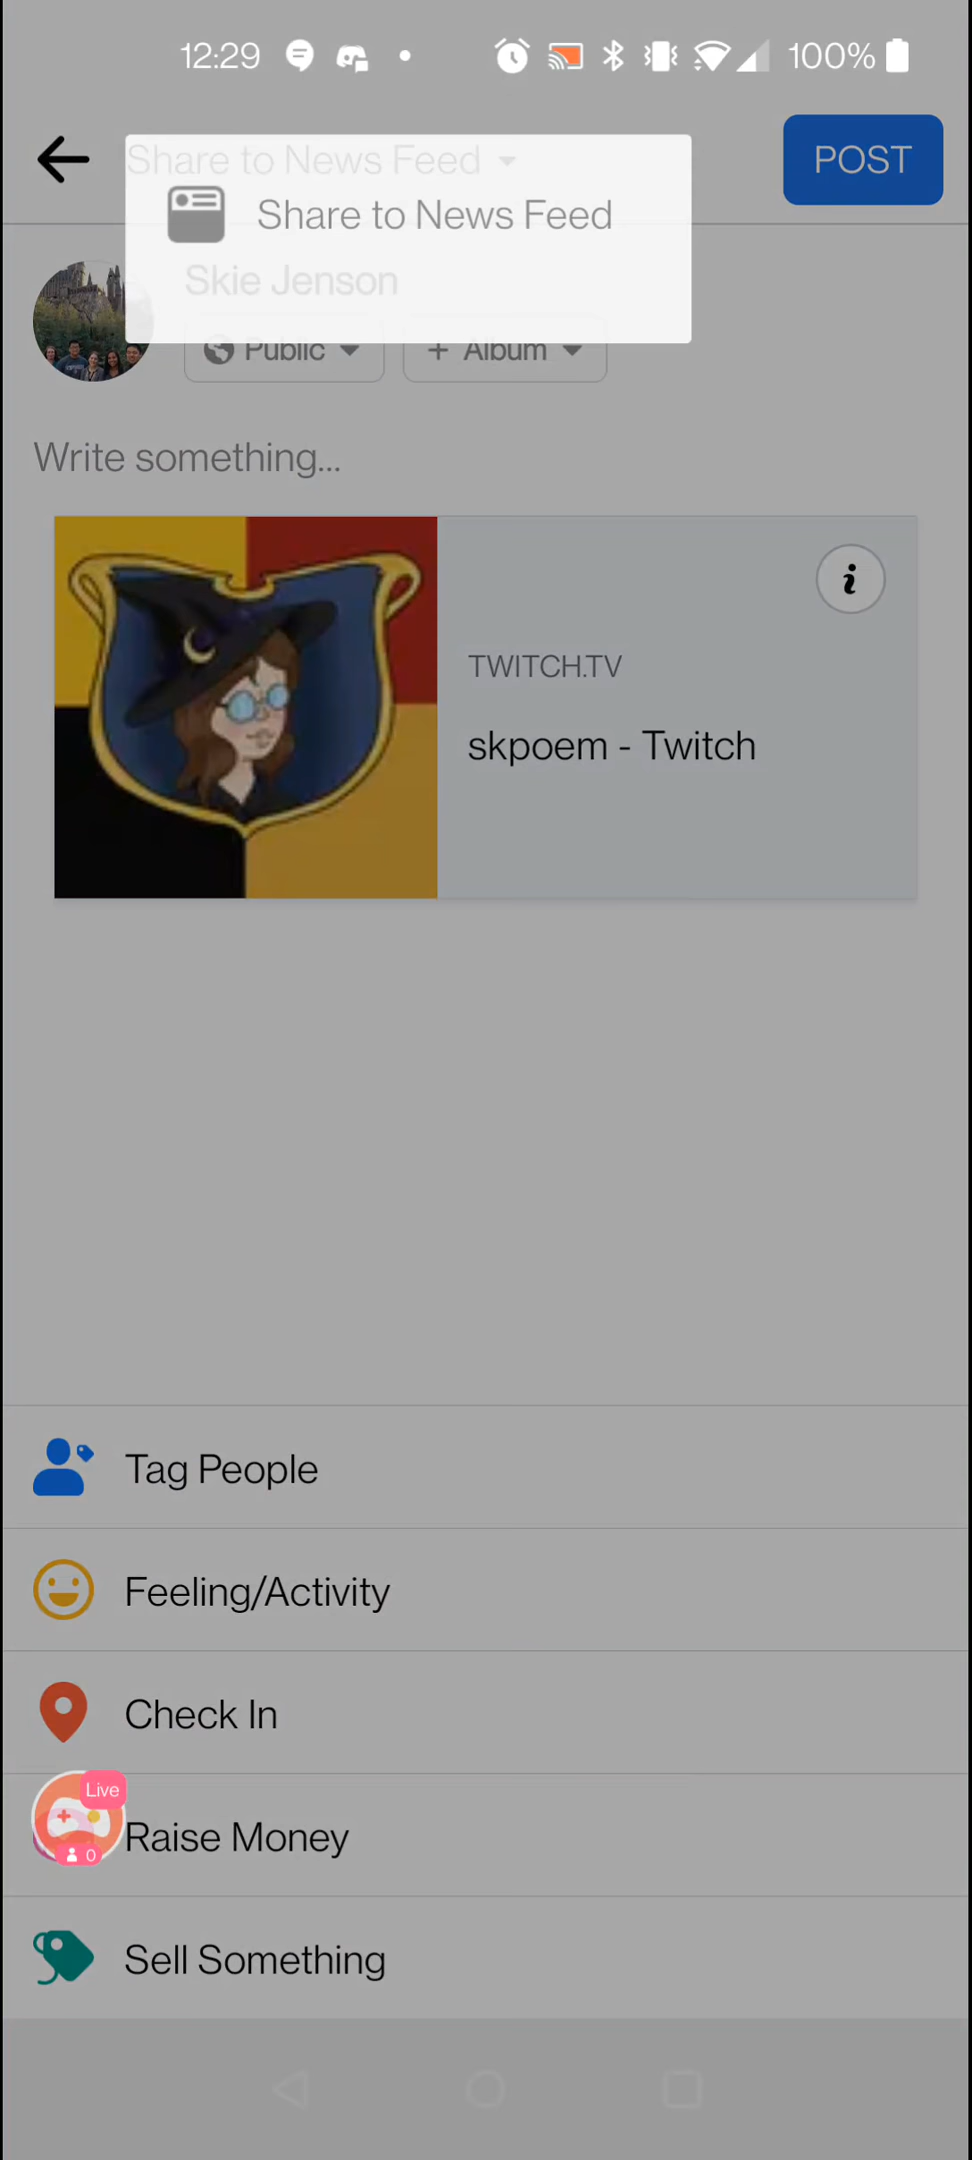 12:29
100%
Share to News Feed
POST
Share to News Feed
Skie Jenson
Public
+ Album
Write something...
TWITCH.TV
skpoem - Twitch
Tag People
Feeling/Activity
Check In
Live
Raise Money
0
Sell Something